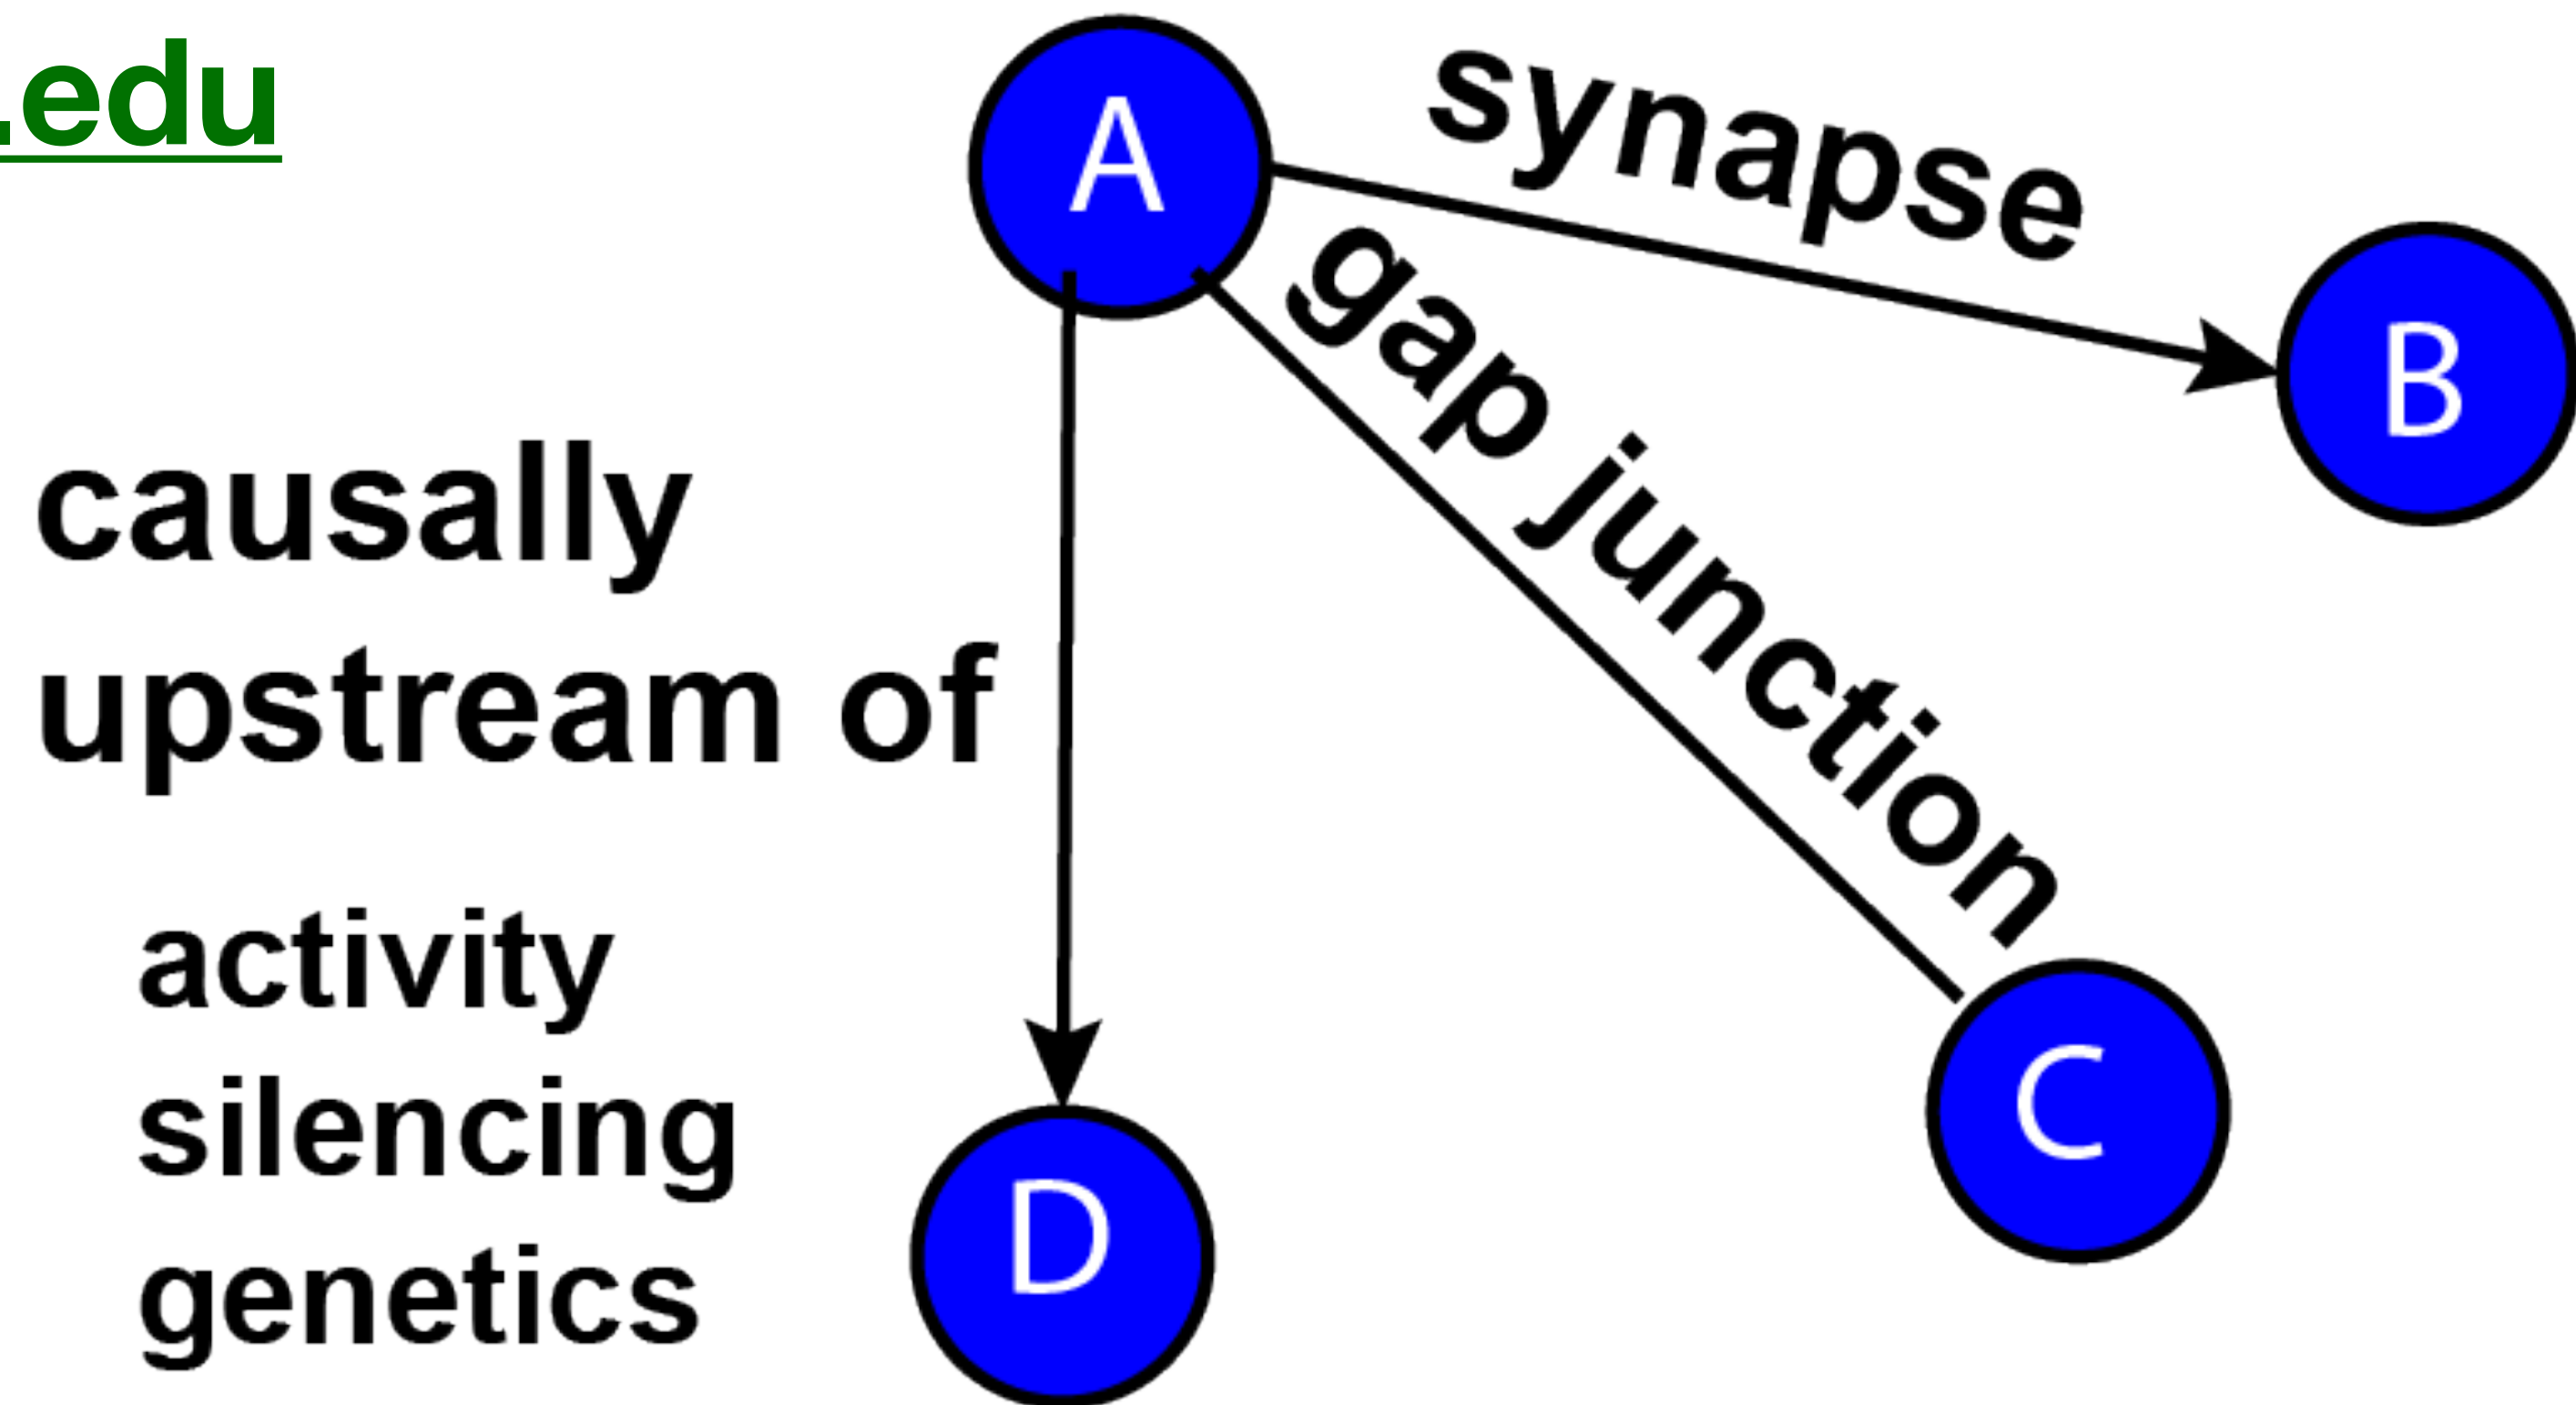 .edu
A
synapse
B
gap junction
causally
upstream of
activity
silencing
genetics
C
D